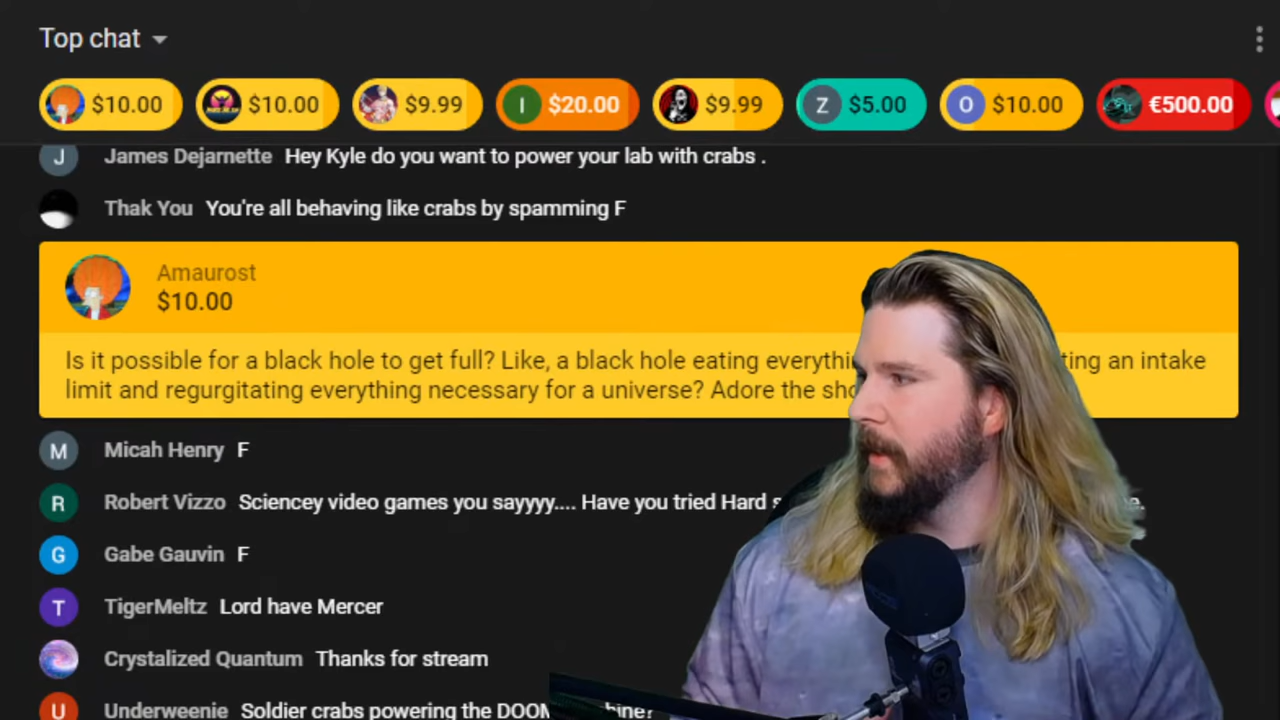 Top chat
$10.00 $10.00 $9.99 I $20.00 $9.99 Z $5.00 O $10.00 €500.00
J James Dejarnette Hey Kyle do you want to power your lab with crabs .
Thak You You're all behaving like crabs by spamming F
Amaurost
$10.00
Is it possible for a black hole to get full? Like, a black hole eating an intake
limit and regurgitating everything necessary for a universe? Adore the
M Micah Henry F
R Robert Vizzo Sciencey video games you sayyyy.... Have you tried Hard
G Gabe Gauvin F
T TigerMeltz Lord have Mercer
Crystalized Quantum Thanks for stream
U Underweenie Soldier crabs powering the DOOM